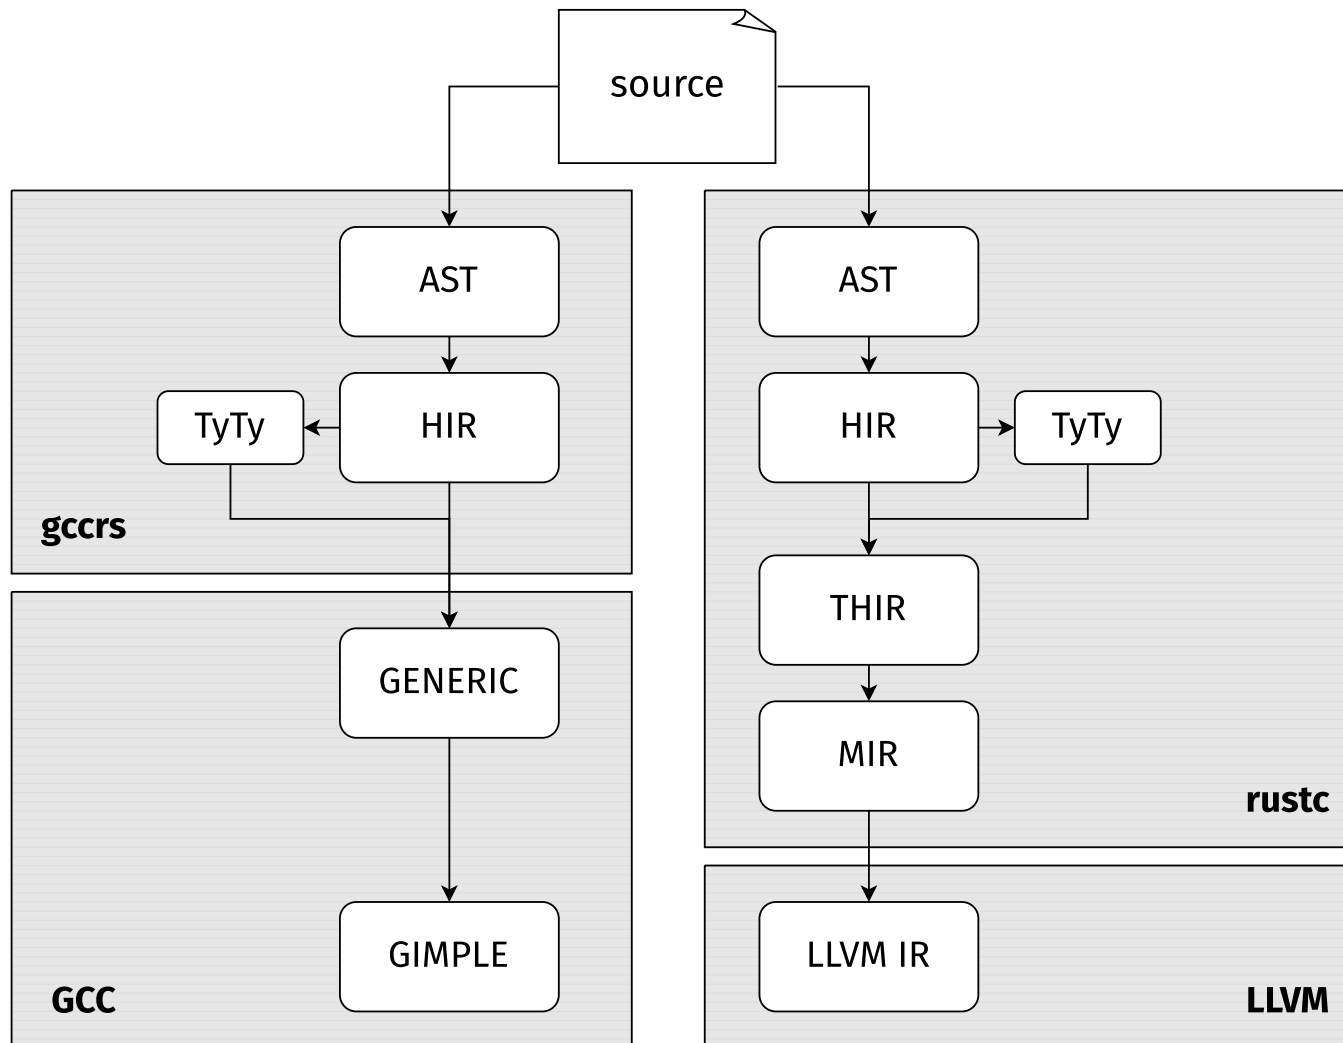 source
AST
HIR
TyTy
gccrs
GENERIC
GIMPLE
GCC
AST
HIR
TyTy
THIR
MIR
rustc
LLVM IR
LLVM